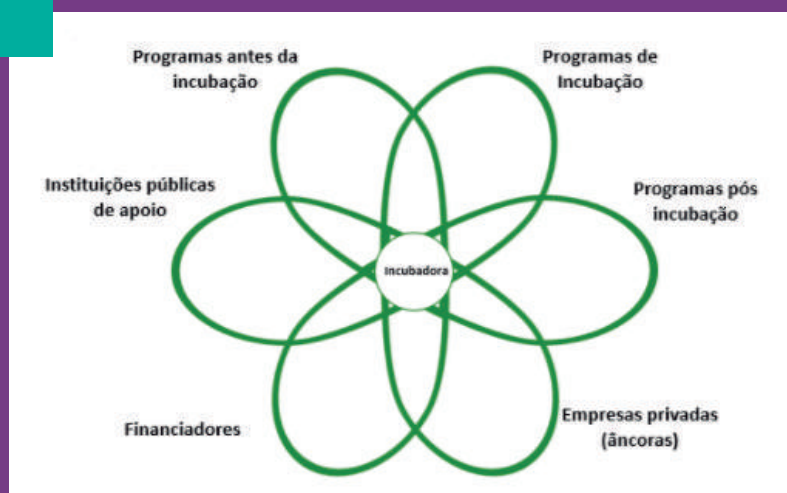 Programas antes da
incubação
Programas de
Incubação
Instituições públicas
de apoio
Programas pós
incubação
Incubadora
Financiadores
Empresas privadas
(âncoras)